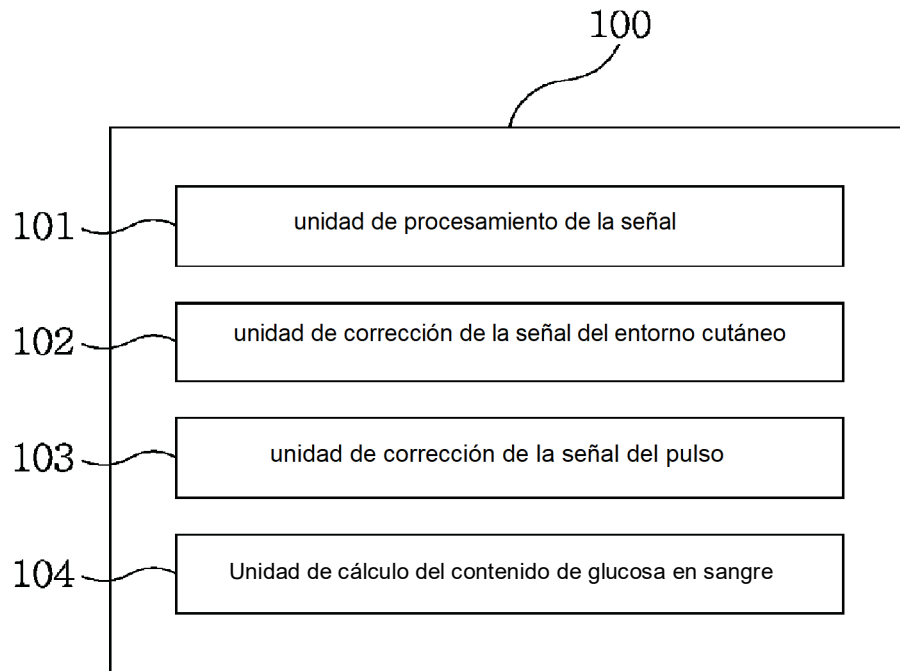 100
101 unidad de procesamiento de la señal
102 unidad de corrección de la señal del entorno cutáneo
103 unidad de corrección de la señal del pulso
104 Unidad de cálculo del contenido de glucosa en sangre